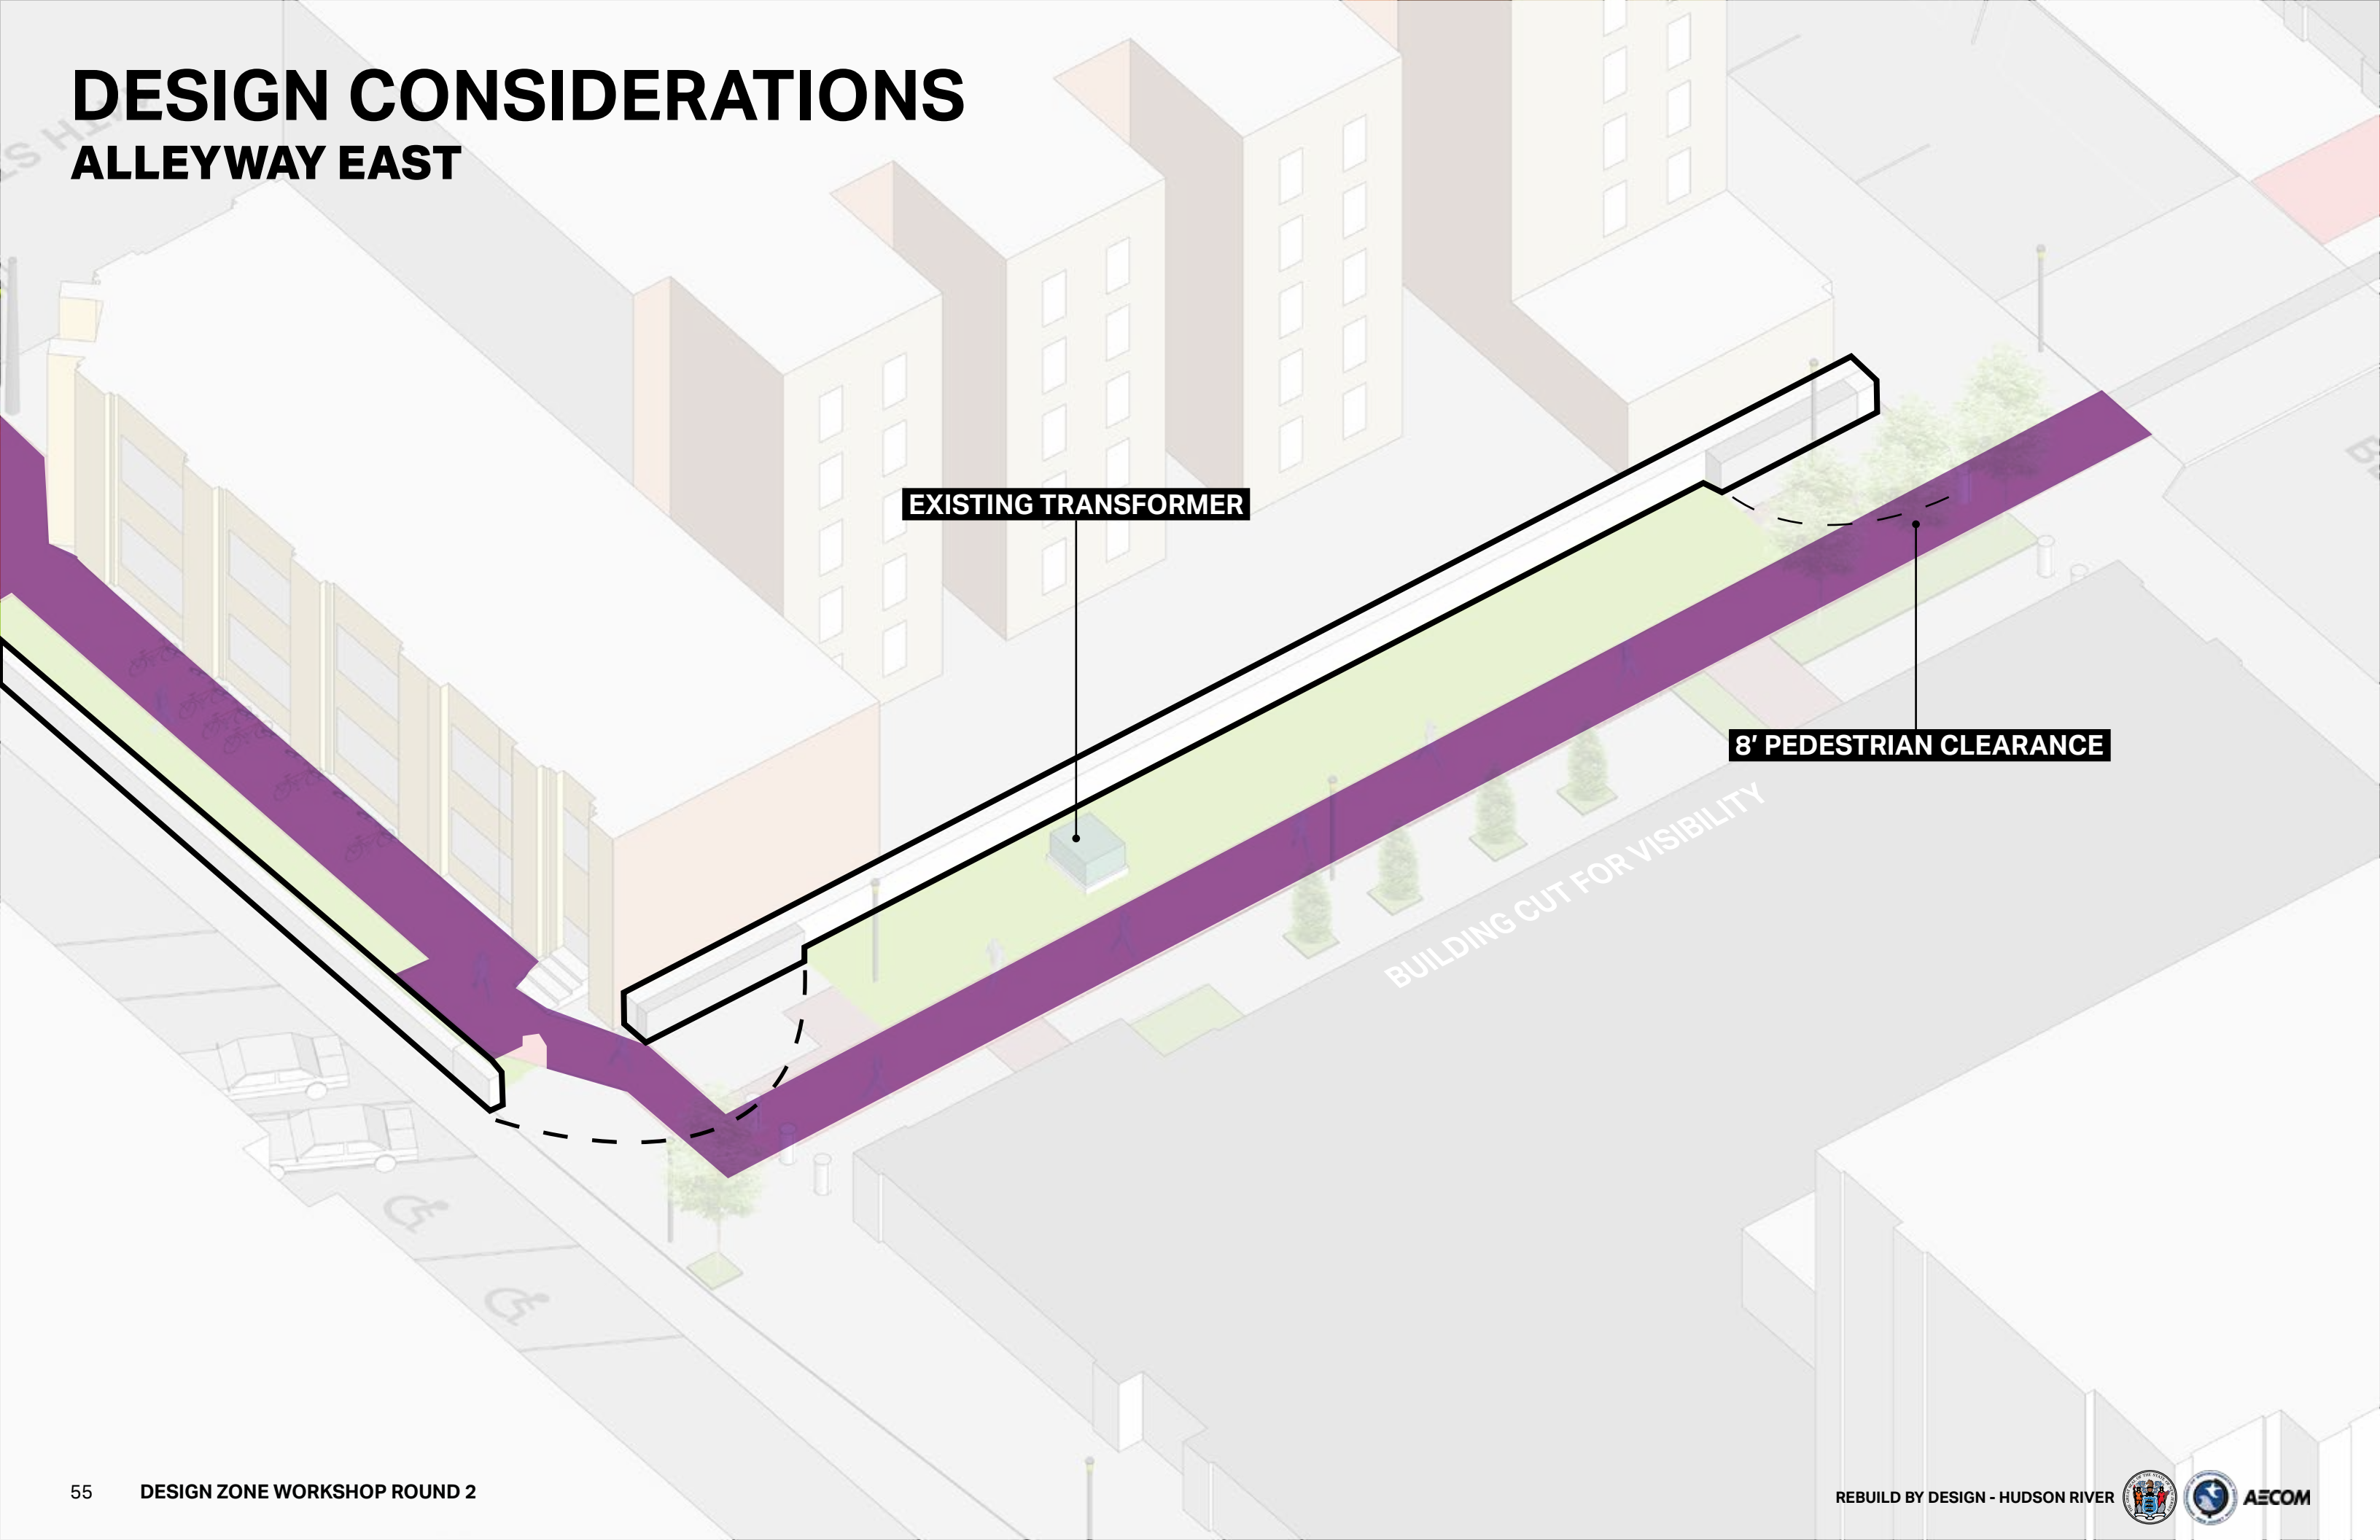 DESIGN CONSIDERATIONS
ALLEYWAY EAST
EXISTING TRANSFORMER
8′ PEDESTRIAN CLEARANCE
BUILDING CUT FOR VISIBILITY
55 DESIGN ZONE WORKSHOP ROUND 2
REBUILD BY DESIGN - HUDSON RIVER
AECOM